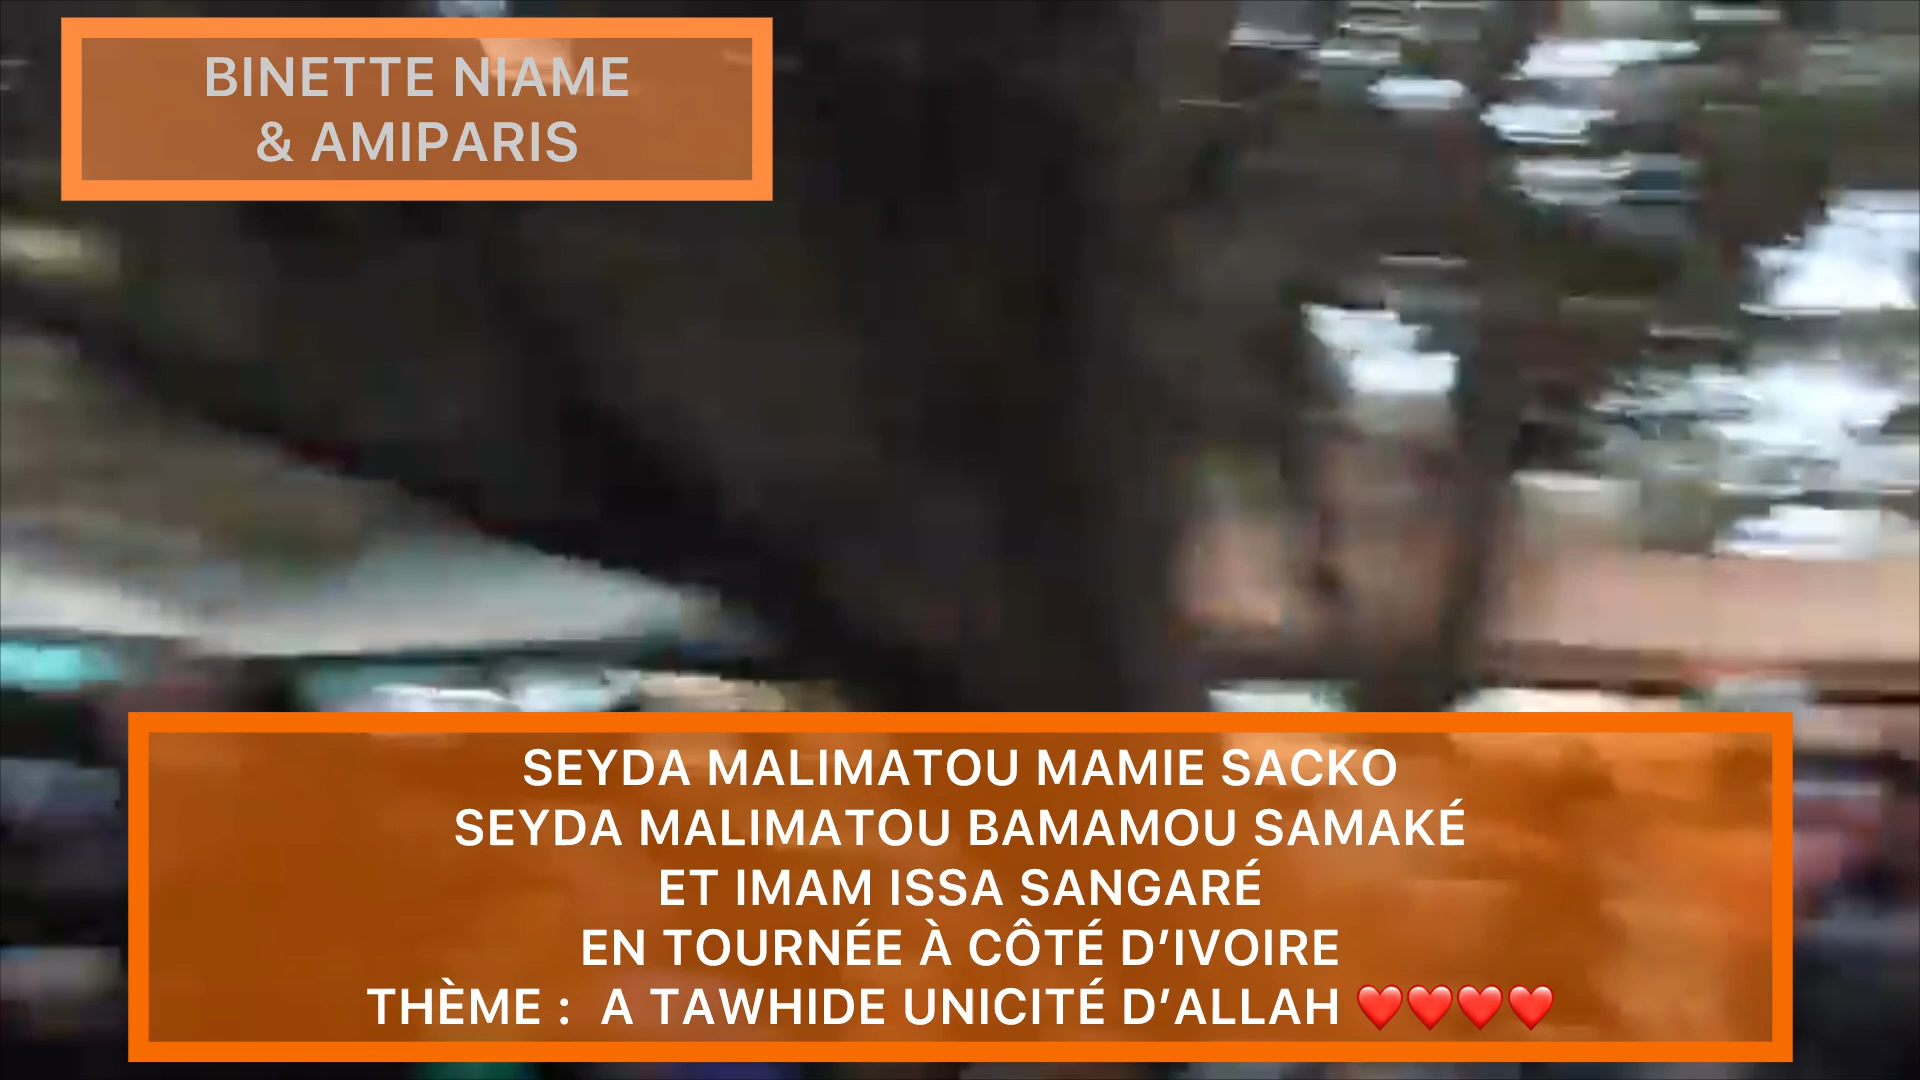 BINETTE NIAME
& AMIPARIS
SEYDA MALIMATOU MAMIE SACKO
SEYDA MALIMATOU BAMAMOU SAMAKÉ
ET IMAM ISSA SANGARÉ
EN TOURNÉE À CÔTÉ D’IVOIRE
THÈME :  A TAWHIDE UNICITÉ D’ALLAH ❤️❤️❤️❤️